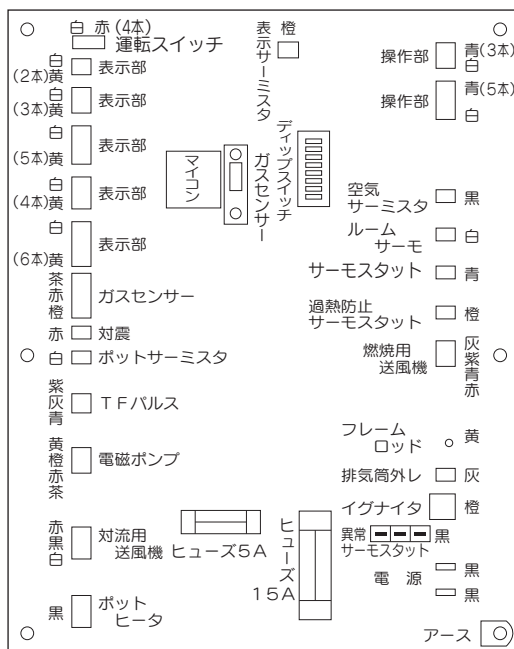 白 赤(4本)
運転スイッチ
白
(2本)黄
表示部
白
(3本)黄
表示部
白
(5本)黄
表示部
白
(4本)黄
表示部
白
(6本)黄
表示部
茶
赤
橙
ガスセンサー
赤
対震
白
ポットサーミスタ
紫
灰
青
TFパルス
黄
橙
赤
茶
電磁ポンプ
赤
黒
白
対流用
送風機
黒
ポット
ヒータ
表示サーミスタ
橙
マイコン
ガスセンサー
ディップスイッチ
ヒューズ5A
ヒューズ
15A
操作部
青(3本)
白
操作部
青(5本)
白
空気
サーミスタ
黒
ルーム
サーモ
白
サーモスタット
青
過熱防止
サーモスタット
橙
燃焼用
送風機
灰
紫
青
赤
フレーム
ロッド
黄
排気筒外レ
灰
イグナイタ
橙
異常
サーモスタット
黒
電 源
黒
黒
アース